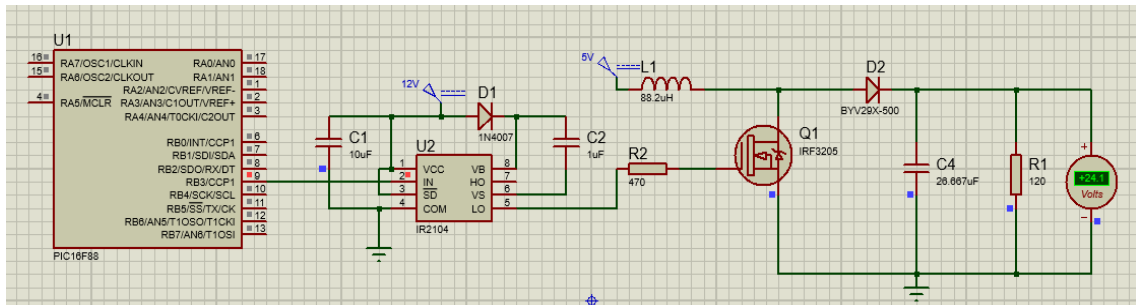 U1
16 RA7/OSC1/CLKIN RA0/AN0 17
15 RA6/OSC2/CLKOUT RA1/AN1 18
RA2/AN2/CVREF/VREF- 1
4 RA5/MCLR RA3/AN3/C1OUT/VREF+ 2
RA4/AN4/T0CKI/C2OUT 3
RB0/INT/CCP1 6
RB1/SDI/SDA 7
RB2/SDO/RX/DT 8
RB3/CCP1 9
RB4/SCK/SCL 10
RB5/SS/TX/CK 11
RB6/AN5/T1OSO/T1CKI 12
RB7/AN6/T1OSI 13
PIC16F88
12V
D1
1N4007
C1
10uF
U2
C2
1uF
1 VCC VB 8
2 IN HO 7
3 SD VS 6
4 COM LO 5
IR2104
R2
470
5V
L1
88.2uH
D2
BYV29X-500
Q1
IRF3205
C4
26.667uF
R1
120
+
+24.1
Volts
-